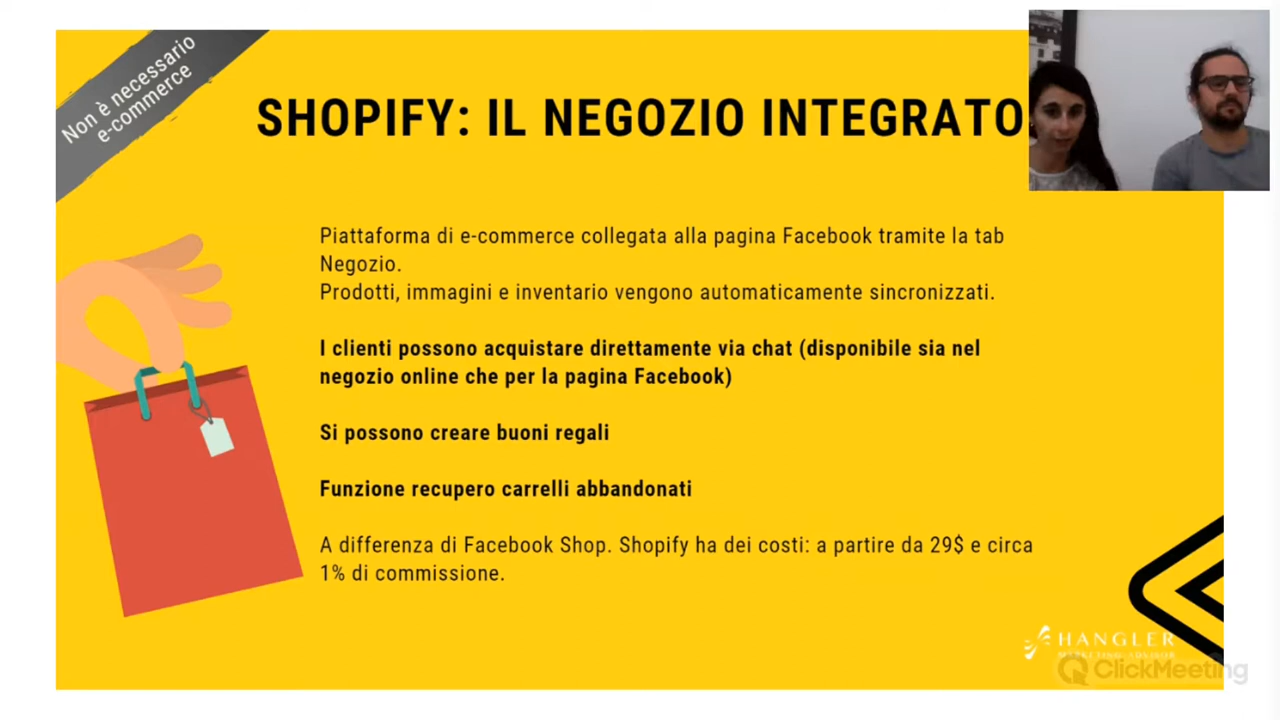 Non è necessario
e-commerce
SHOPIFY: IL NEGOZIO INTEGRATO
Piattaforma di e-commerce collegata alla pagina Facebook tramite la tab
Negozio.
Prodotti, immagini e inventario vengono automaticamente sincronizzati.
I clienti possono acquistare direttamente via chat (disponibile sia nel
negozio online che per la pagina Facebook)
Si possono creare buoni regali
Funzione recupero carrelli abbandonati
A differenza di Facebook Shop. Shopify ha dei costi: a partire da 29$ e circa
1% di commissione.
HANGLER
ClickMeeting